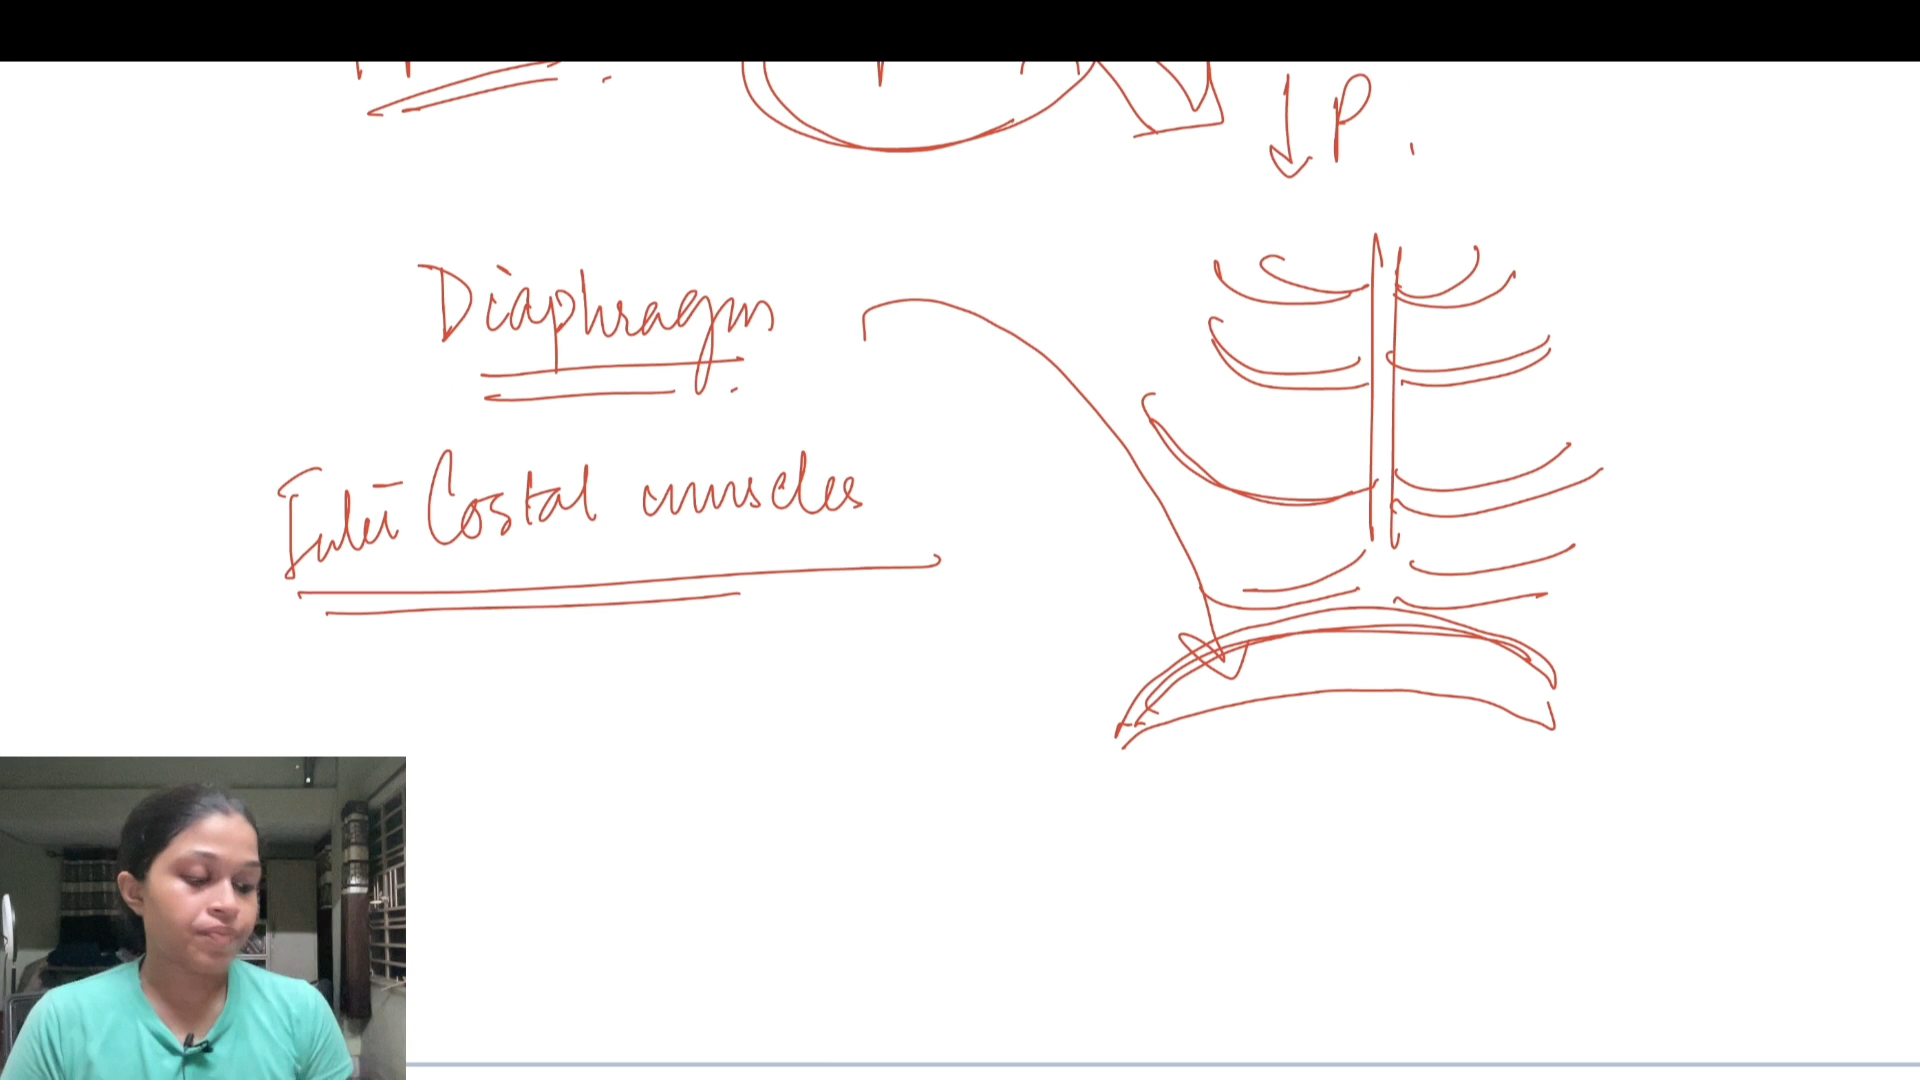 ↓ P.
Diaphragm
Inter Costal muscles